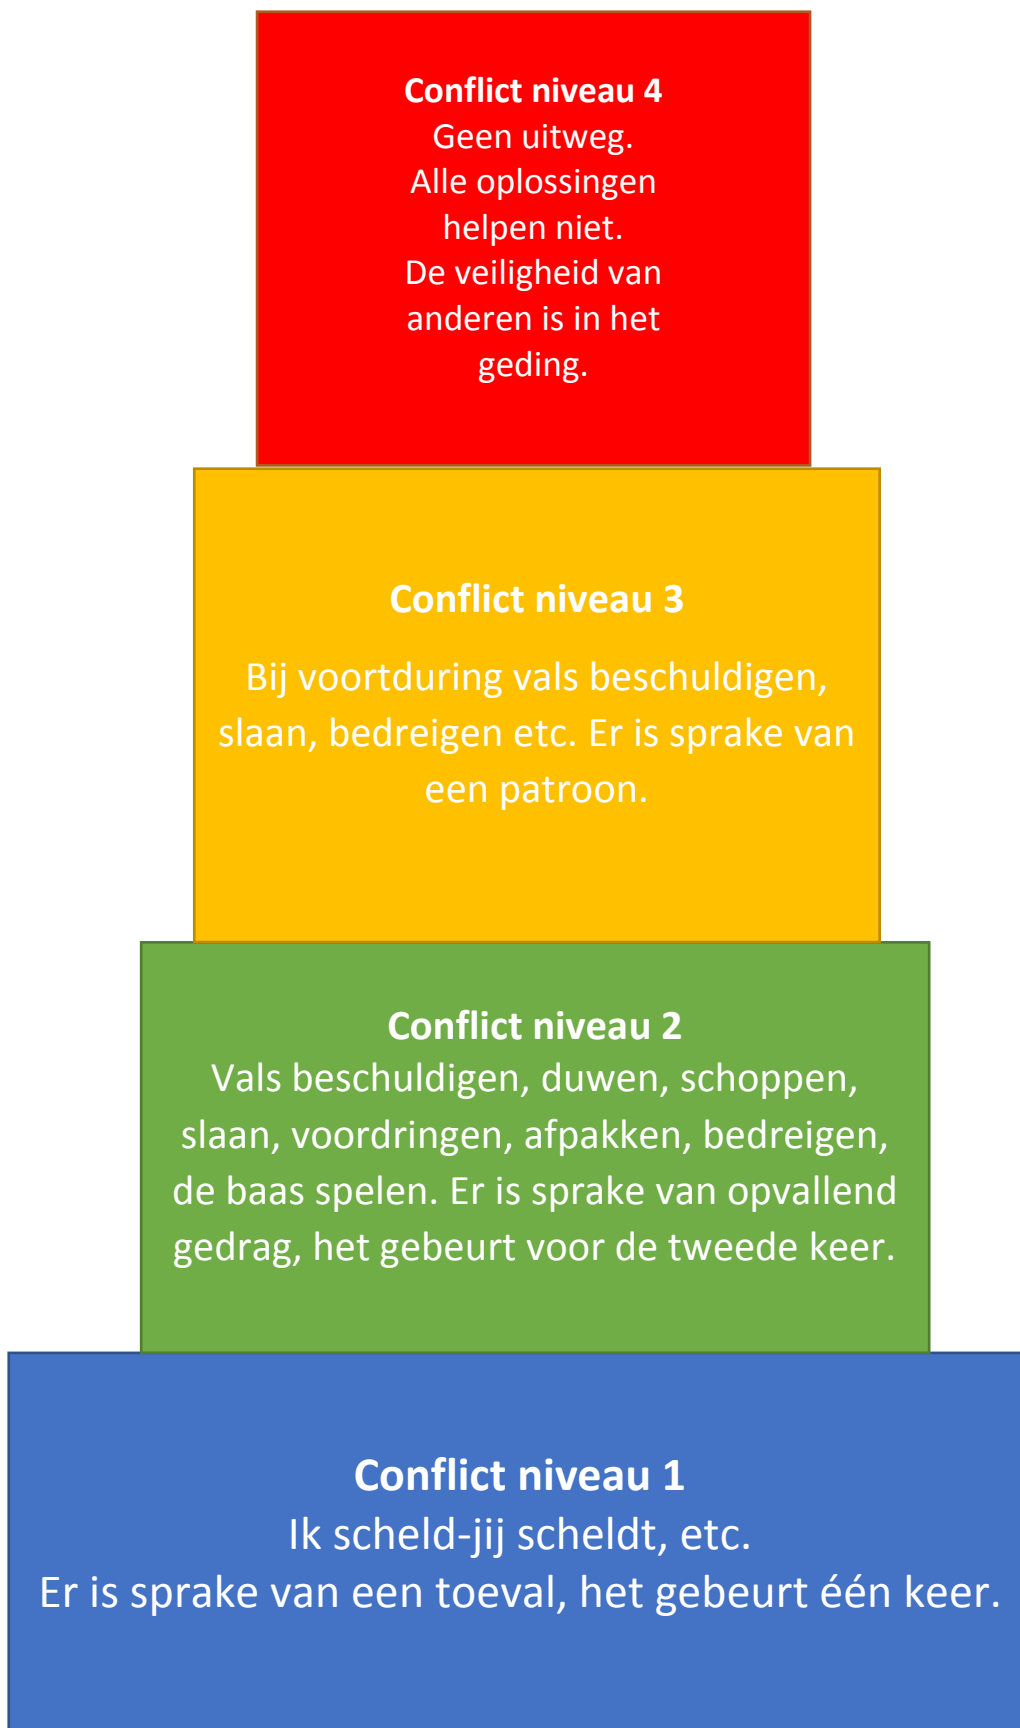 Conflict niveau 4
Geen uitweg.
Alle oplossingen
helpen niet.
De veiligheid van
anderen is in het
geding.
Conflict niveau 3
Bij voortduring vals beschuldigen,
slaan, bedreigen etc. Er is sprake van
een patroon.
Conflict niveau 2
Vals beschuldigen, duwen, schoppen,
slaan, voordringen, afpakken, bedreigen,
de baas spelen. Er is sprake van opvallend
gedrag, het gebeurt voor de tweede keer.
Conflict niveau 1
Ik scheld-jij scheldt, etc.
Er is sprake van een toeval, het gebeurt één keer.